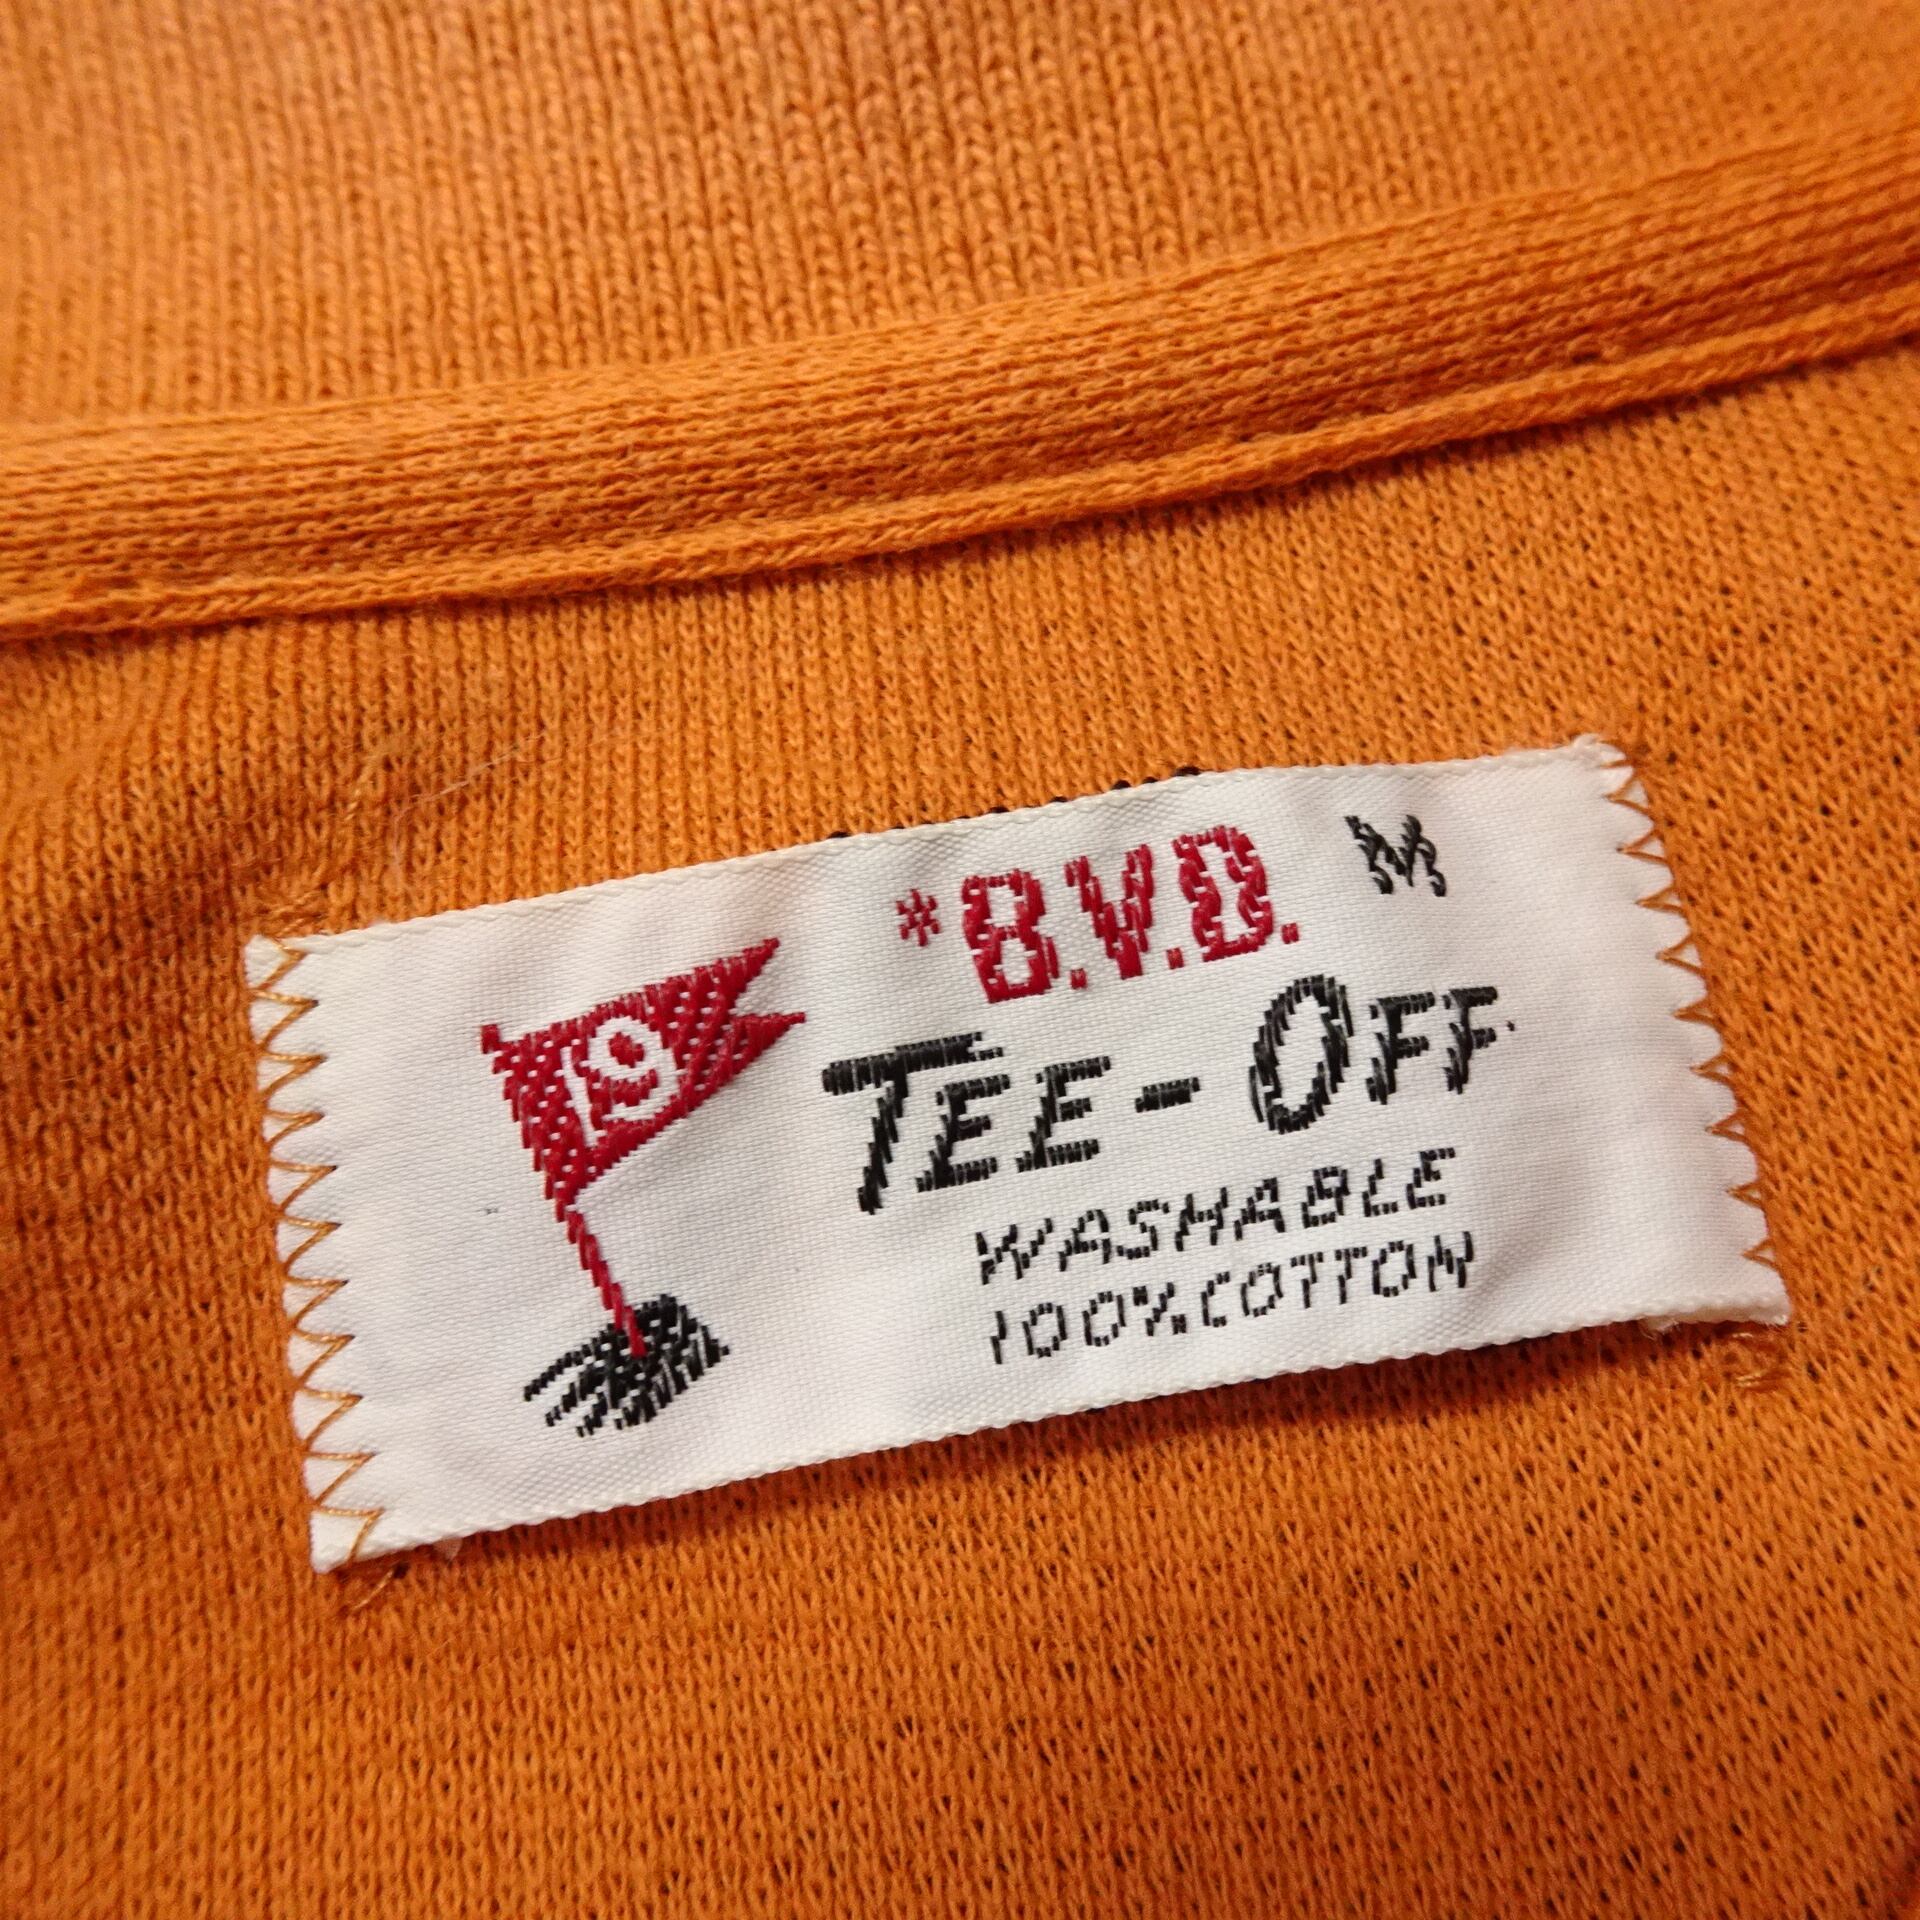 *B.V.D. M
19
TEE-OFF
WASHABLE
100% COTTON